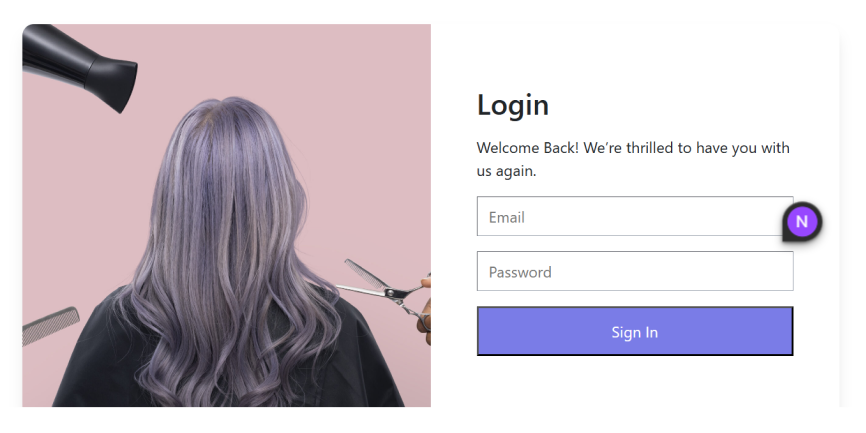 Login
Welcome Back! We're thrilled to have you with
us again.
Email
N
Password
Sign In